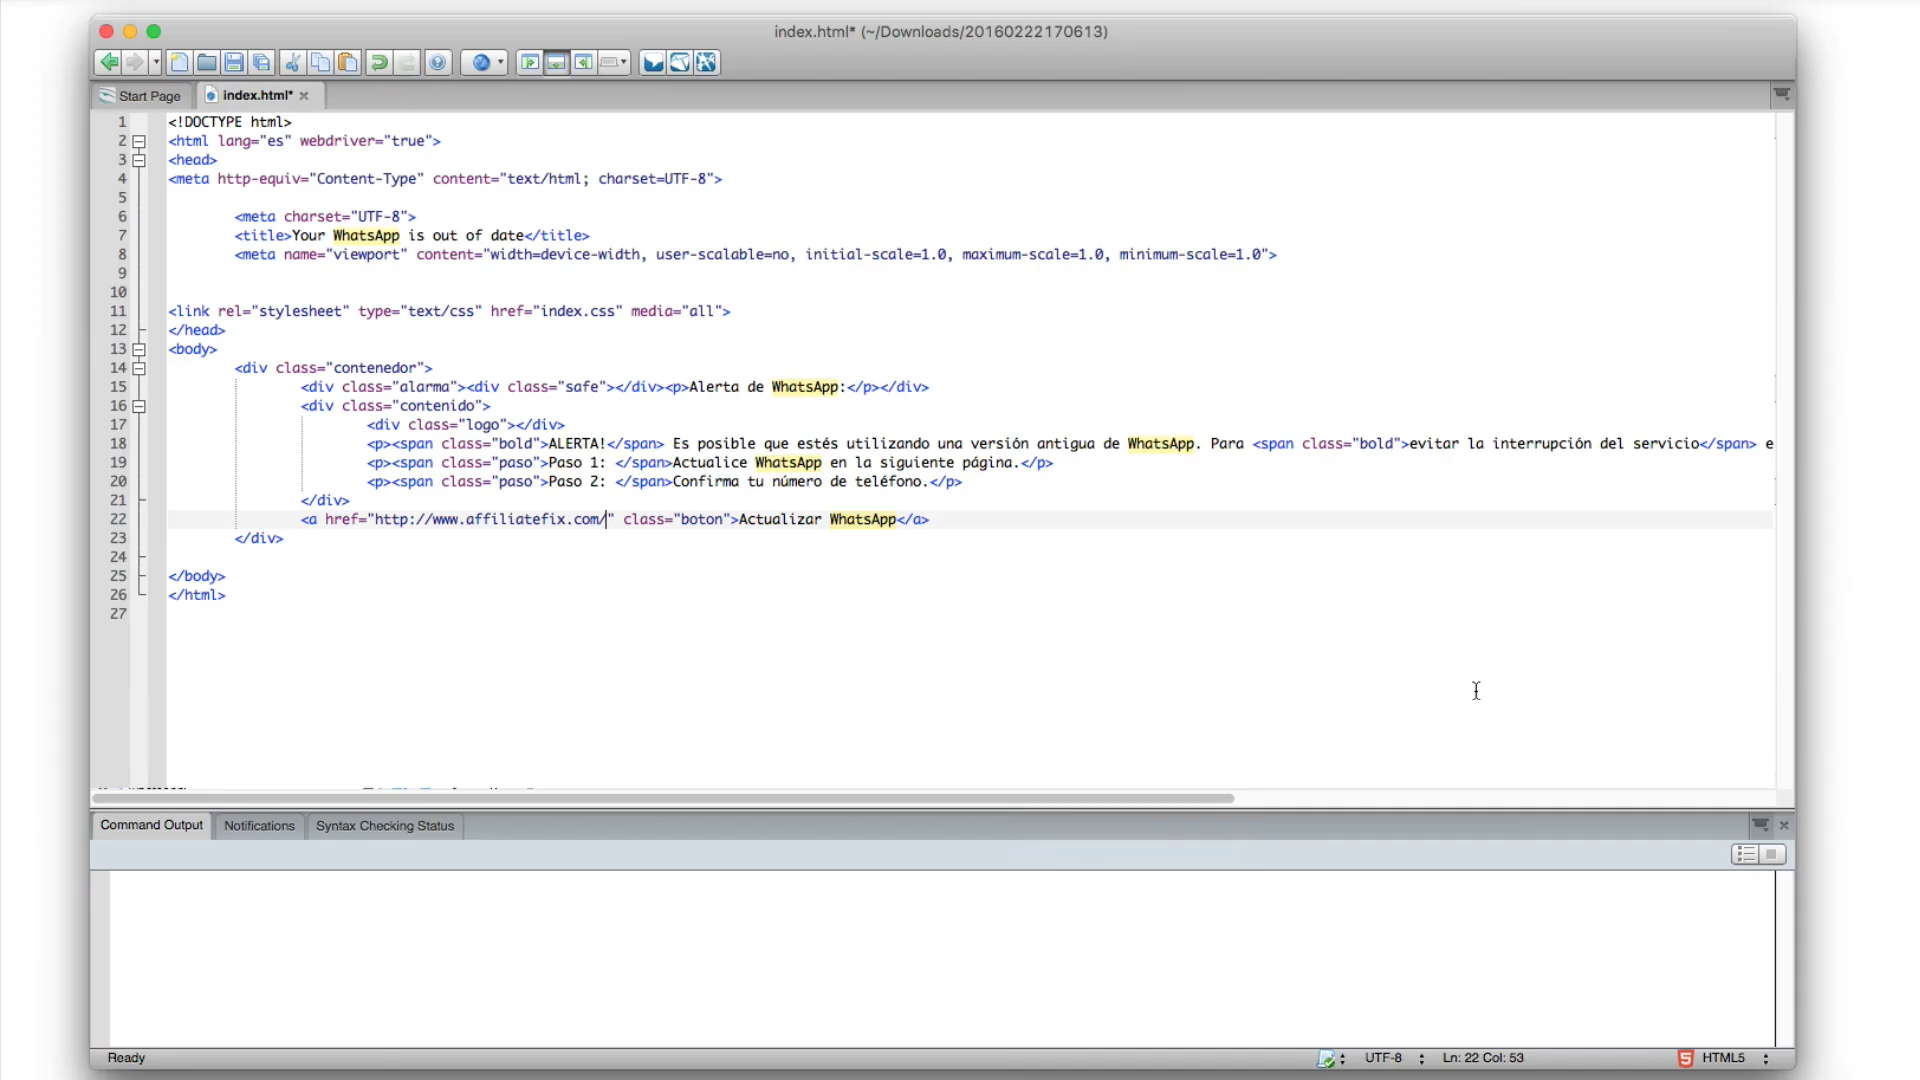 index.html* (~/Downloads/20160222170613)
Start Page
index.html*
1 <!DOCTYPE html>
2 <html lang="es" webdriver="true">
3 <head>
4 <meta http-equiv="Content-Type" content="text/html; charset=UTF-8">
5
6 <meta charset="UTF-8">
7 <title>Your WhatsApp is out of date</title>
8 <meta name="viewport" content="width=device-width, user-scalable=no, initial-scale=1.0, maximum-scale=1.0, minimum-scale=1.0">
9
10
11 <link rel="stylesheet" type="text/css" href="index.css" media="all">
12 </head>
13 <body>
14 <div class="contenedor">
15 <div class="alarma"><div class="safe"></div><p>Alerta de WhatsApp:</p></div>
16 <div class="contenido">
17 <div class="logo"></div>
18 <p><span class="bold">ALERTA!</span> Es posible que estés utilizando una versión antigua de WhatsApp. Para <span class="bold">evitar la interrupción del servicio</span> e
19 <p><span class="paso">Paso 1: </span>Actualice WhatsApp en la siguiente página.</p>
20 <p><span class="paso">Paso 2: </span>Confirma tu número de teléfono.</p>
21 </div>
22 <a href="http://www.affiliatefix.com/" class="boton">Actualizar WhatsApp</a>
23 </div>
24
25 </body>
26 </html>
27
Command Output
Notifications
Syntax Checking Status
Ready
UTF-8
Ln: 22 Col: 53
5 HTML5